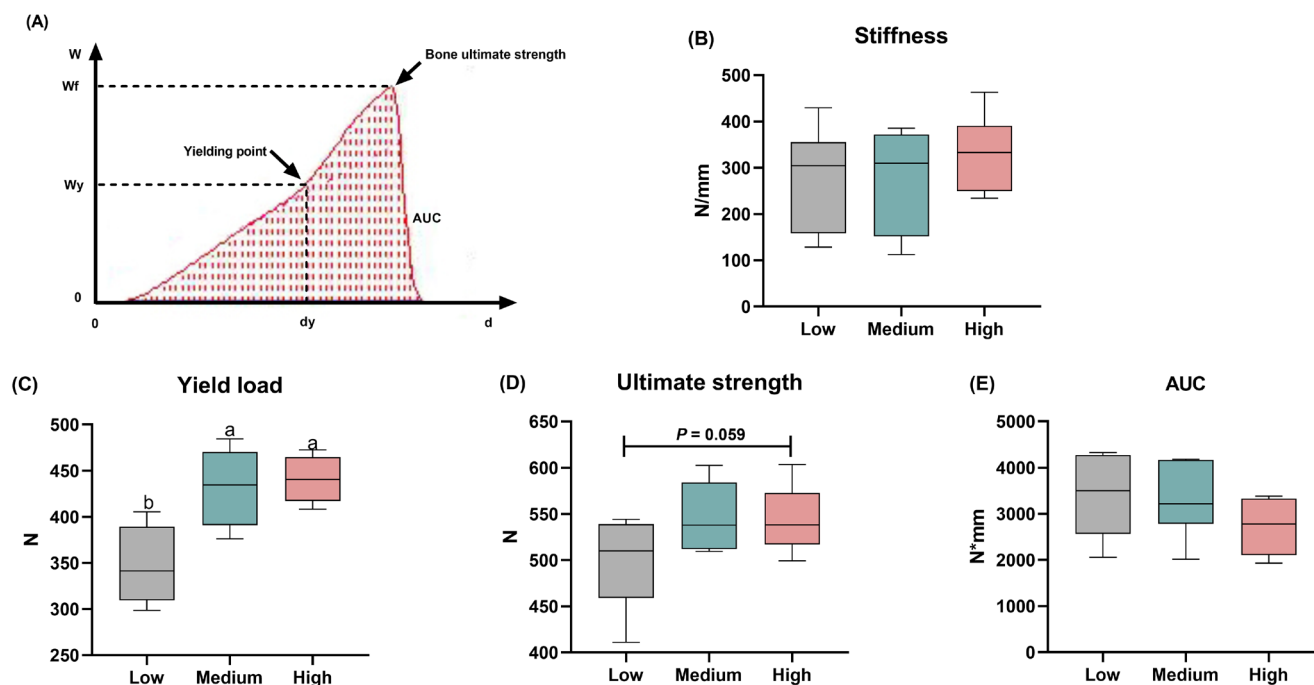 (A)
W
Wf
Bone ultimate strength
Yielding point
Wy
AUC
0
0
dy
d
(B)
Stiffness
N/mm
500
400
300
200
100
0
Low Medium High
(C)
Yield load
N
500
450
400
350
300
250
b
a
a
Low Medium High
(D)
Ultimate strength
N
650
600
550
500
450
400
P = 0.059
Low Medium High
(E)
AUC
N*mm
5000
4000
3000
2000
1000
0
Low Medium High